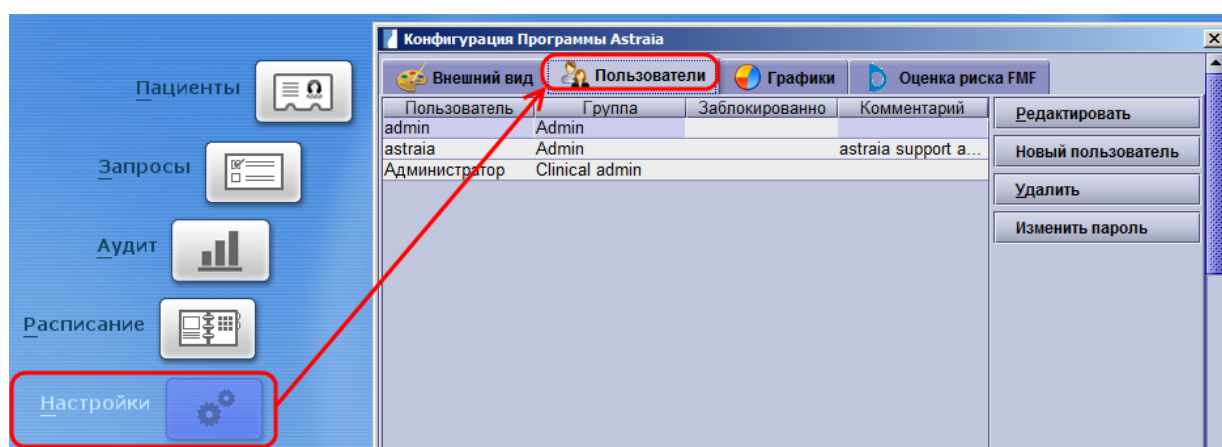 Конфигурация Программы Astraia
Пациенты
Запросы
Аудит
Расписание
Настройки
Внешний вид Пользователи Графики Оценка риска FMF
Пользователь Группа Заблокированно Комментарий
admin Admin
astraia Admin astraia support a...
Администратор Clinical admin
Редактировать
Новый пользователь
Удалить
Изменить пароль